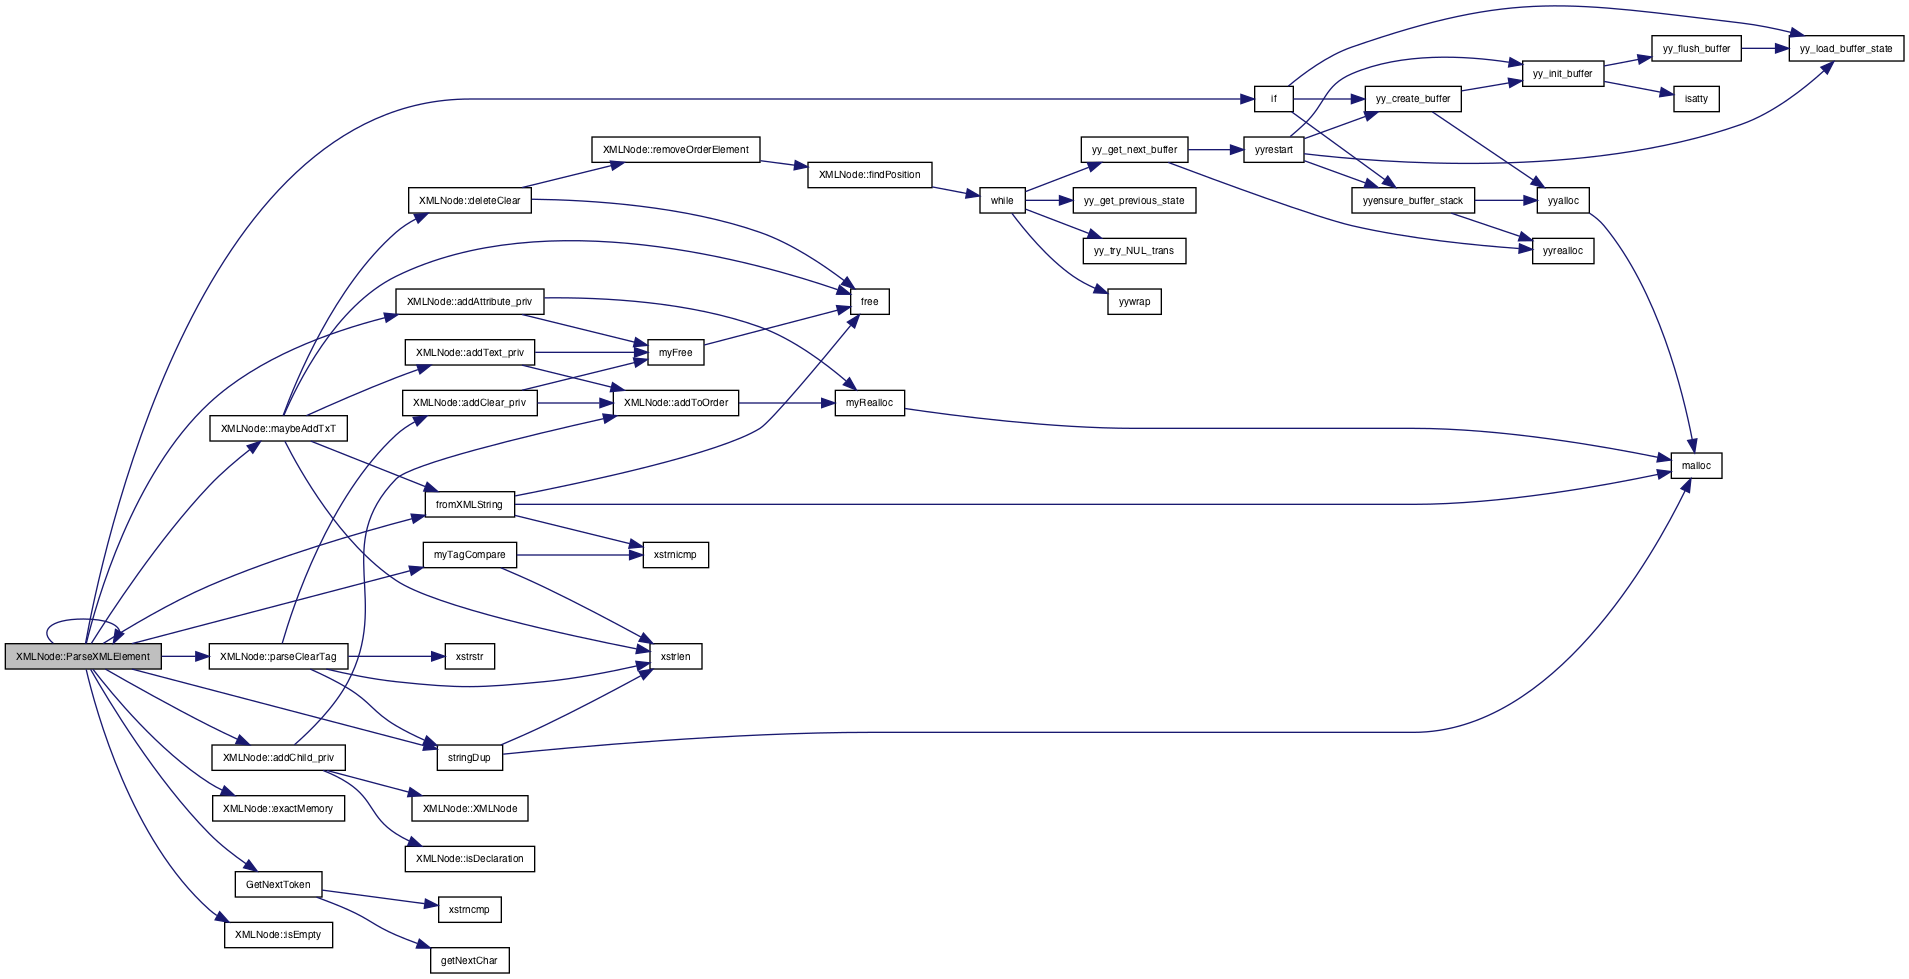 yy_flush_buffer
yy_load_buffer_state
yy_init_buffer
if
yy_create_buffer
isatty
XMLNode::removeOrderElement
yy_get_next_buffer
yyrestart
XMLNode::findPosition
XMLNode::deleteClear
while
yy_get_previous_state
yyensure_buffer_stack
yyalloc
yy_try_NUL_trans
yyrealloc
XMLNode::addAttribute_priv
free
yywrap
XMLNode::addText_priv
myFree
XMLNode::addClear_priv
XMLNode::addToOrder
myRealloc
XMLNode::maybeAddTxT
malloc
fromXMLString
myTagCompare
xstrnicmp
XMLNode::ParseXMLElement
XMLNode::parseClearTag
xstrstr
xstrlen
XMLNode::addChild_priv
stringDup
XMLNode::exactMemory
XMLNode::XMLNode
XMLNode::isDeclaration
GetNextToken
xstrncmp
XMLNode::isEmpty
getNextChar